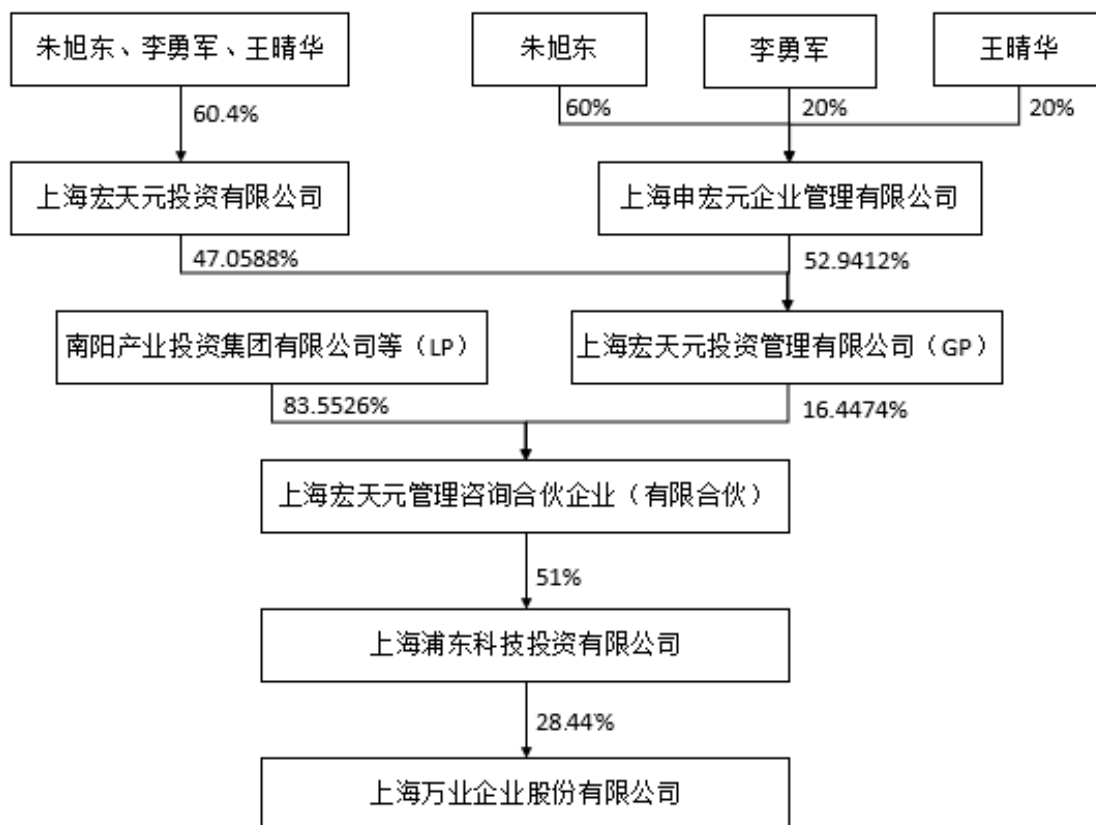 朱旭东、李勇军、王晴华
朱旭东
李勇军
王晴华
60.4%
60%
20%
20%
上海宏天元投资有限公司
上海申宏元企业管理有限公司
47.0588%
52.9412%
南阳产业投资集团有限公司等（LP）
上海宏天元投资管理有限公司（GP）
83.5526%
16.4474%
上海宏天元管理咨询合伙企业（有限合伙）
51%
上海浦东科技投资有限公司
28.44%
上海万业企业股份有限公司